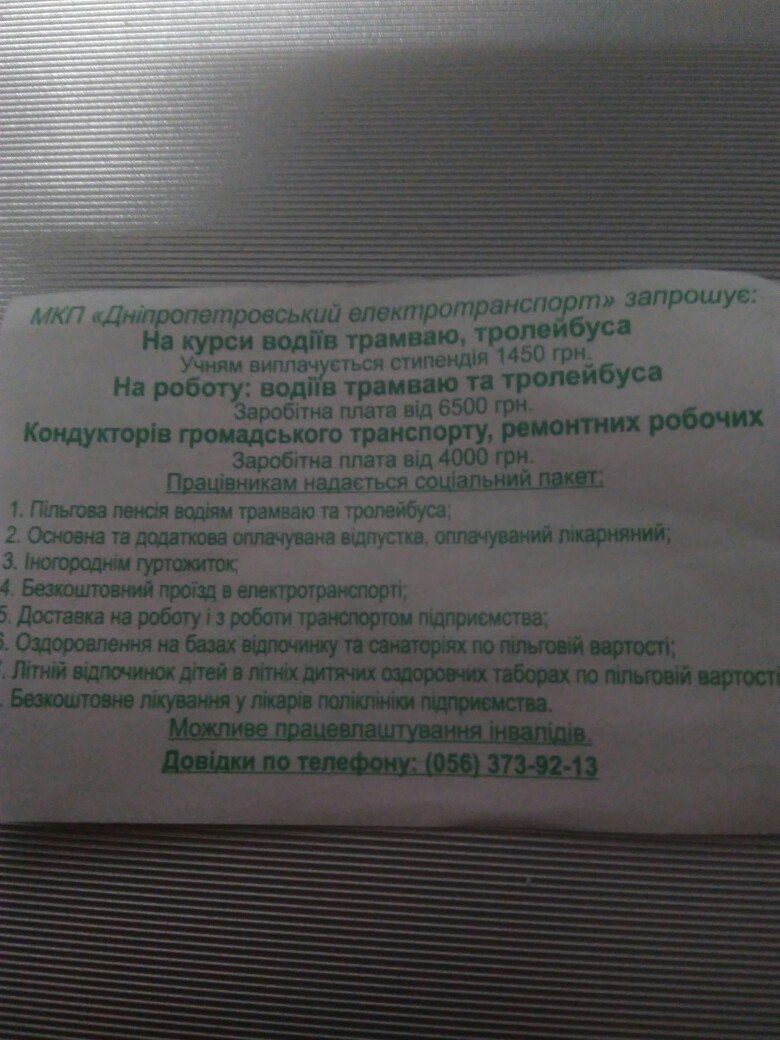 МКП «Дніпропетровський електротранспорт» запрошує:
На курси водіїв трамваю, тролейбуса
Учням виплачується стипендія 1450 грн.
На роботу: водіїв трамваю та тролейбуса
Заробітна плата від 6500 грн.
Кондукторів громадського транспорту, ремонтних робочих
Заробітна плата від 4000 грн.
Працівникам надається соціальний пакет:
1. Пільгова пенсія водіям трамваю та тролейбуса;
2. Основна та додаткова оплачувана відпустка, оплачуваний лікарняний;
3. Іногороднім гуртожиток;
4. Безкоштовний проїзд в електротранспорті;
5. Доставка на роботу і з роботи транспортом підприємства;
6. Оздоровлення на базах відпочинку та санаторіях по пільговій вартості;
. Літній відпочинок дітей в літніх дитячих оздоровчих таборах по пільговій вартості
. Безкоштовне лікування у лікарів поліклініки підприємства.
Можливе працевлаштування інвалідів.
Довідки по телефону: (056) 373-92-13